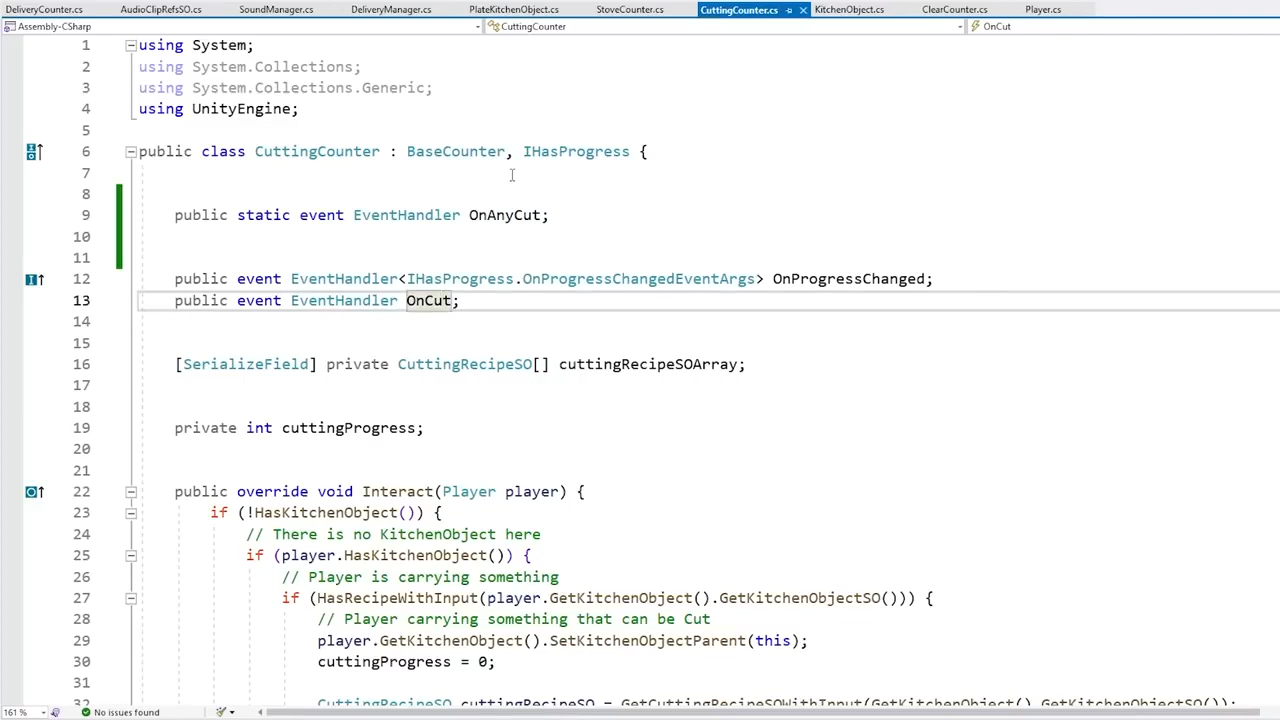 DeliveryCounter.cs AudioClipRefsSO.cs SoundManager.cs DeliveryManager.cs PlateKitchenObject.cs StoveCounter.cs CuttingCounter.cs KitchenObject.cs ClearCounter.cs Player.cs
Assembly-CSharp CuttingCounter OnCut
1 using System;
2 using System.Collections;
3 using System.Collections.Generic;
4 using UnityEngine;
5
6 public class CuttingCounter : BaseCounter, IHasProgress {
7
8
9 public static event EventHandler OnAnyCut;
10
11
12 public event EventHandler<IHasProgress.OnProgressChangedEventArgs> OnProgressChanged;
13 public event EventHandler OnCut;
14
15
16 [SerializeField] private CuttingRecipeSO[] cuttingRecipeSOArray;
17
18
19 private int cuttingProgress;
20
21
22 public override void Interact(Player player) {
23 if (!HasKitchenObject()) {
24 // There is no KitchenObject here
25 if (player.HasKitchenObject()) {
26 // Player is carrying something
27 if (HasRecipeWithInput(player.GetKitchenObject().GetKitchenObjectSO())) {
28 // Player carrying something that can be Cut
29 player.GetKitchenObject().SetKitchenObjectParent(this);
30 cuttingProgress = 0;
31
32 CuttingRecipeSO cuttingRecipeSO = GetCuttingRecipeSOWithInput(GetKitchenObject().GetKitchenObjectSO());
161 % No issues found